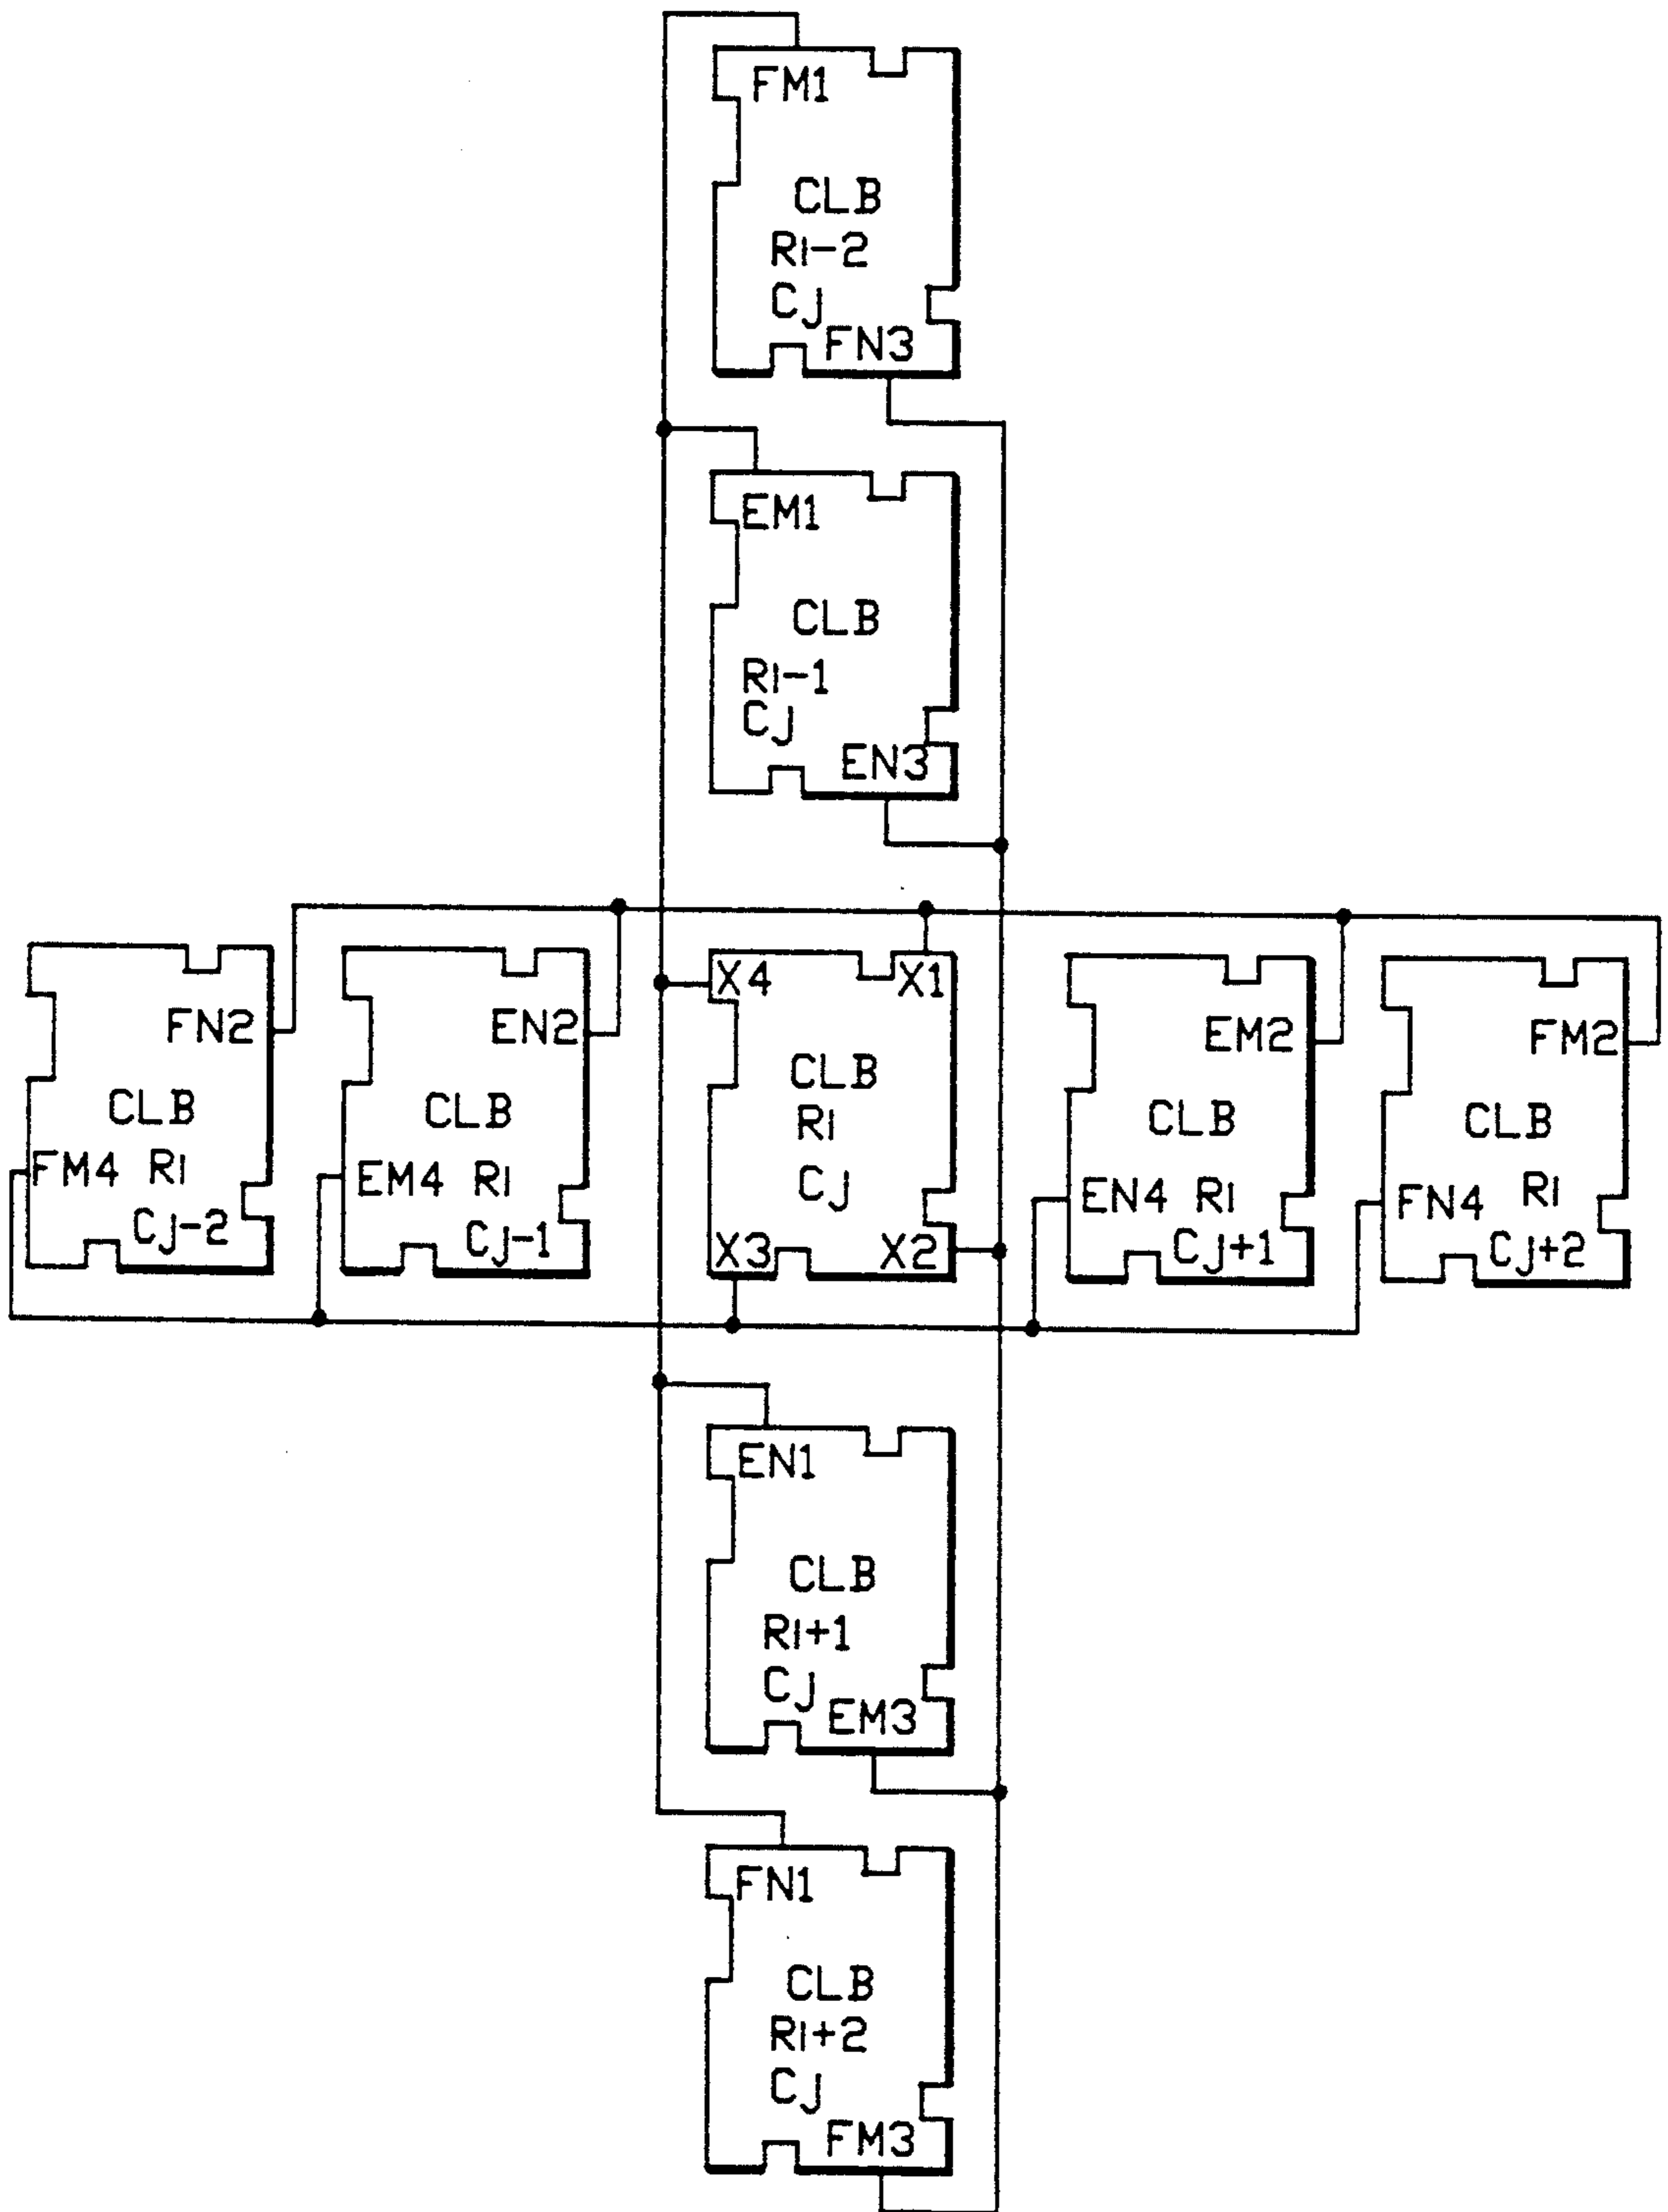 FM1
CLB
Ri-2
Cj
FN3
EM1
CLB
Ri-1
Cj
EN3
FN2
CLB
FM4 Ri
Cj-2
EN2
CLB
EM4 Ri
Cj-1
X4 X1
CLB
Ri
Cj
X3 X2
EM2
CLB
EN4 Ri
Cj+1
FM2
CLB
FN4 Ri
Cj+2
EN1
CLB
Ri+1
Cj
EM3
FN1
CLB
Ri+2
Cj
FM3